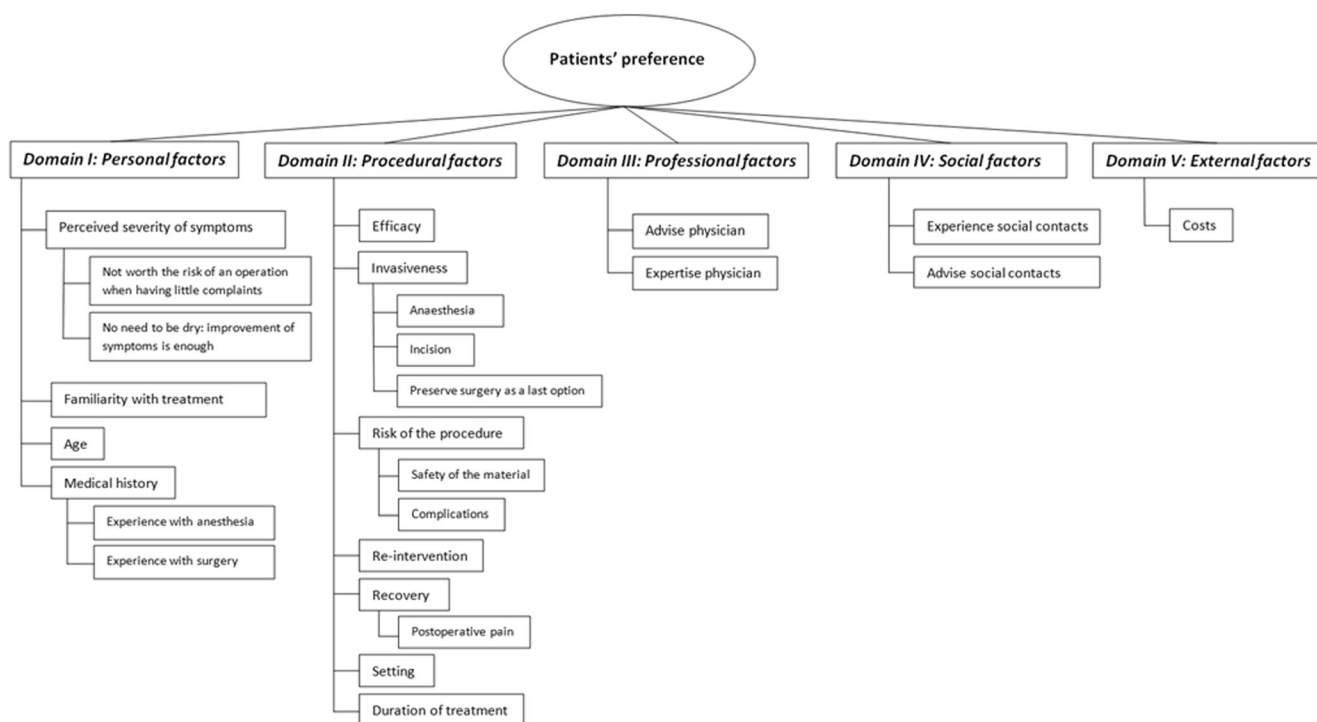 Patients' preference
Domain I: Personal factors
Perceived severity of symptoms
Not worth the risk of an operation
when having little complaints
No need to be dry: improvement of
symptoms is enough
Familiarity with treatment
Age
Medical history
Experience with anesthesia
Experience with surgery
Domain II: Procedural factors
Efficacy
Invasiveness
Anaesthesia
Incision
Preserve surgery as a last option
Risk of the procedure
Safety of the material
Complications
Re-intervention
Recovery
Postoperative pain
Setting
Duration of treatment
Domain III: Professional factors
Advise physician
Expertise physician
Domain IV: Social factors
Experience social contacts
Advise social contacts
Domain V: External factors
Costs